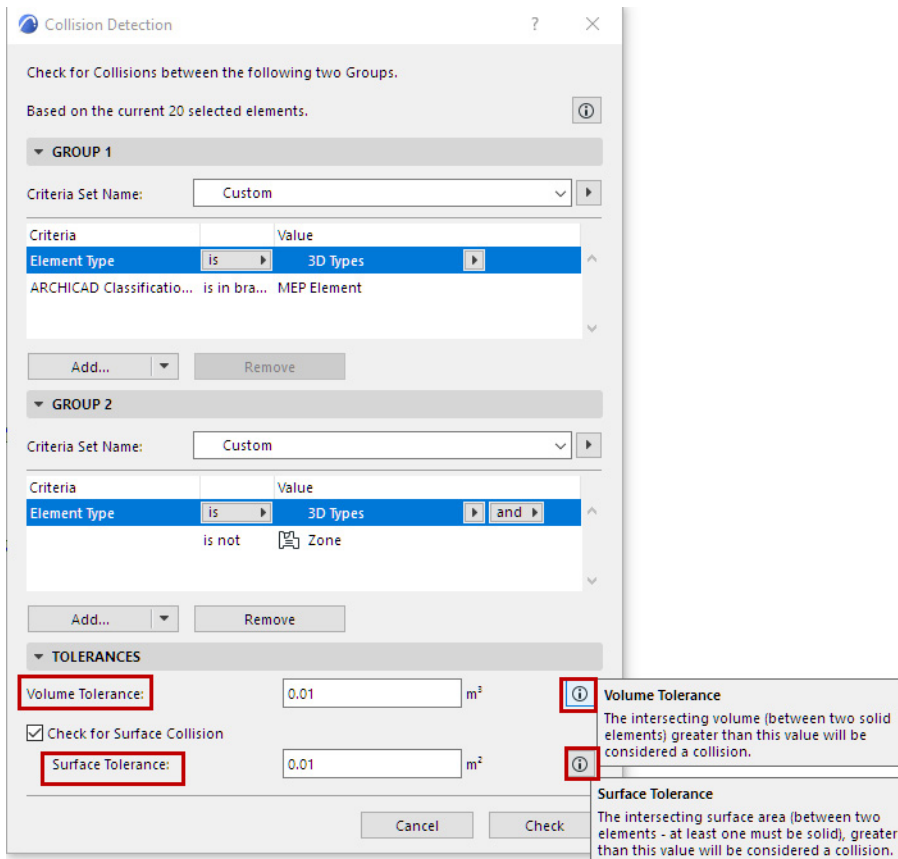 Collision Detection
?
Check for Collisions between the following two Groups.
Based on the current 20 selected elements.
GROUP 1
Criteria Set Name:
Custom
Criteria Value
Element Type is 3D Types
ARCHICAD Classificatio... is in bra... MEP Element
Add... Remove
GROUP 2
Criteria Set Name:
Custom
Criteria Value
Element Type is 3D Types and
is not Zone
Add... Remove
TOLERANCES
Volume Tolerance: 0.01 m³
Volume Tolerance
The intersecting volume (between two solid
elements) greater than this value will be
considered a collision.
Check for Surface Collision
Surface Tolerance: 0.01 m²
Surface Tolerance
The intersecting surface area (between two
elements - at least one must be solid), greater
than this value will be considered a collision.
Cancel Check